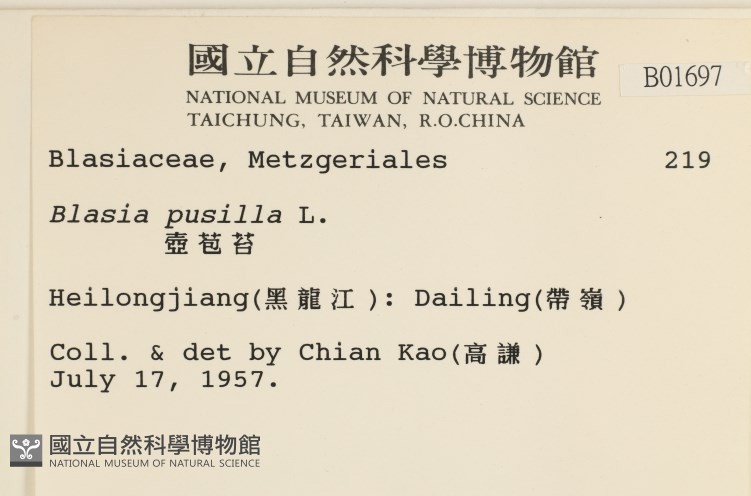 國立自然科學博物館
B01697
NATIONAL MUSEUM OF NATURAL SCIENCE
TAICHUNG, TAIWAN, R.O.CHINA
Blasiaceae, Metzgeriales 219
Blasia pusilla L.
壺苞苔
Heilongjiang(黑龍江): Dailing(帶嶺)
Coll. & det by Chian Kao(高謙)
July 17, 1957.
國立自然科學博物館
NATIONAL MUSEUM OF NATURAL SCIENCE